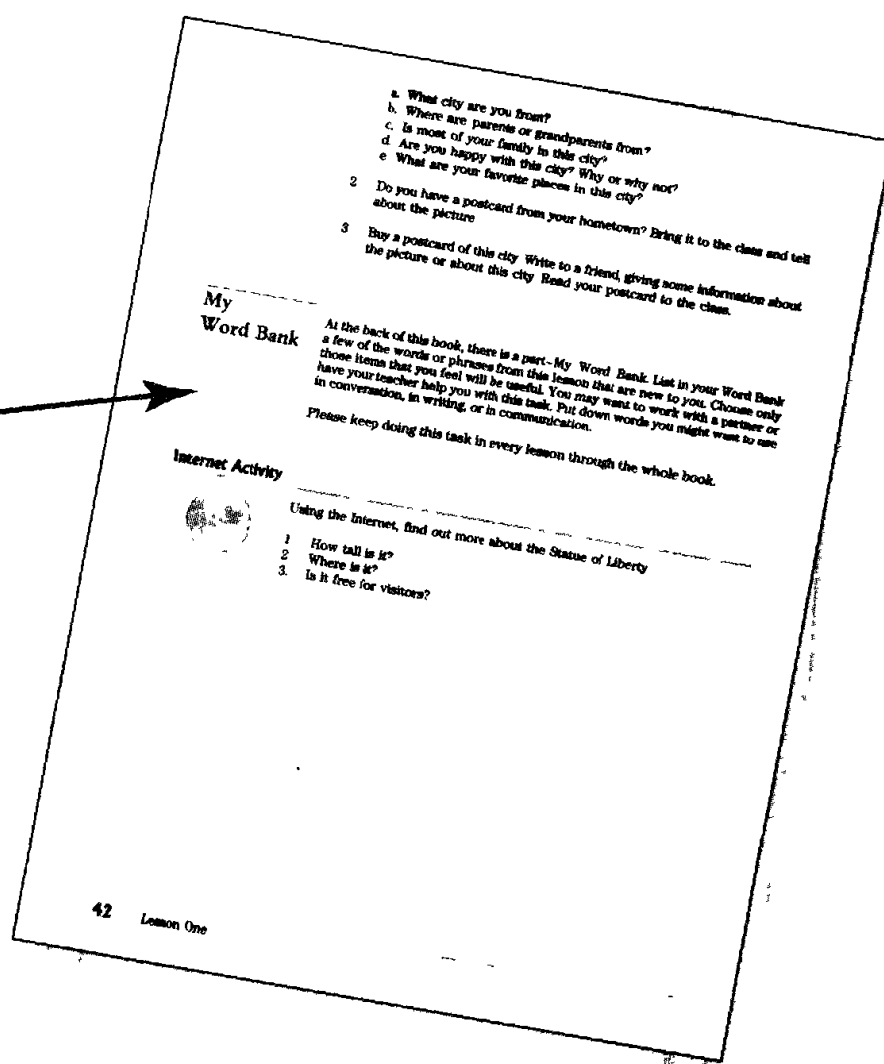 a. What city are you from?
b. Where are parents or grandparents from?
c. Is most of your family in this city?
d Are you happy with this city? Why or why not?
e What are your favorite places in this city?
2 Do you have a postcard from your hometown? Bring it to the class and tell
about the picture
3 Buy a postcard of this city Write to a friend, giving some information about
the picture or about this city Read your postcard to the class.
My
Word Bank
At the back of this book, there is a part-My Word Bank. List in your Word Bank
a few of the words or phrases from this lesson that are new to you. Choose only
those items that you feel will be useful. You may want to work with a partner or
have your teacher help you with this task. Put down words you might want to use
in conversation, in writing, or in communication.
Please keep doing this task in every lesson through the whole book.
Internet Activity
Using the Internet, find out more about the Statue of Liberty
1 How tall is it?
2 Where is it?
3. Is it free for visitors?
42 Lesson One